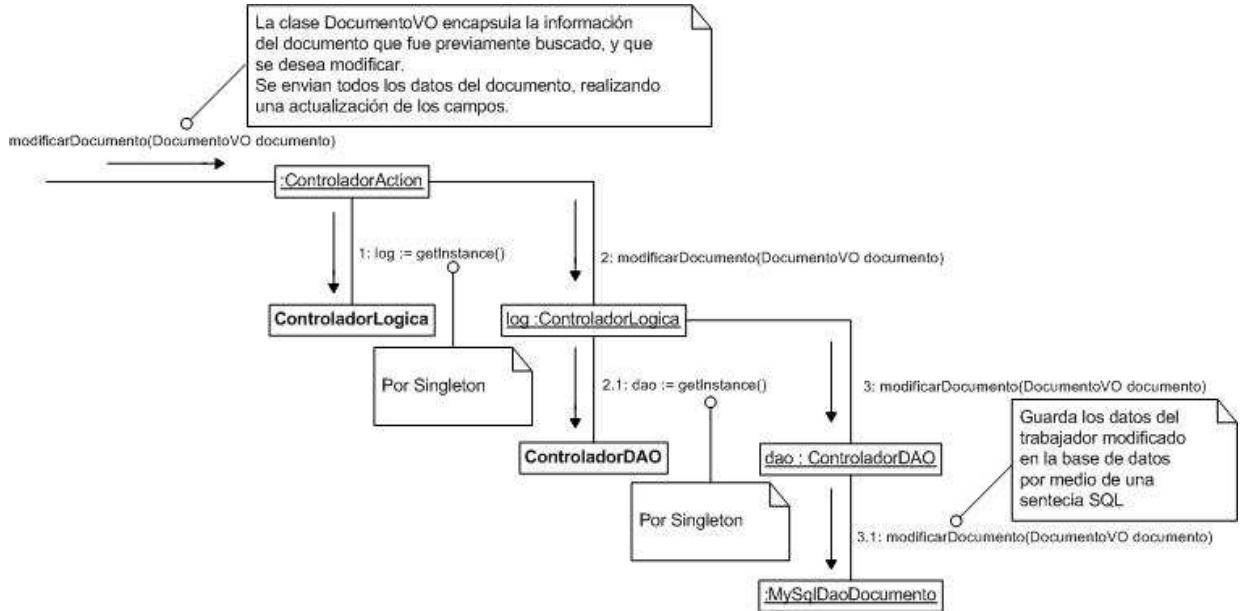 La clase DocumentoVO encapsula la información
del documento que fue previamente buscado, y que
se desea modificar.
Se envian todos los datos del documento, realizando
una actualización de los campos.
modificarDocumento(DocumentoVO documento)
:ControladorAction
1: log := getInstance()
2: modificarDocumento(DocumentoVO documento)
ControladorLogica
log :ControladorLogica
Por Singleton
2.1: dao := getInstance()
3: modificarDocumento(DocumentoVO documento)
Guarda los datos del
trabajador modificado
en la base de datos
por medio de una
sentecia SQL
ControladorDAO
dao : ControladorDAO
Por Singleton
3.1: modificarDocumento(DocumentoVO documento)
:MySqlDaoDocumento